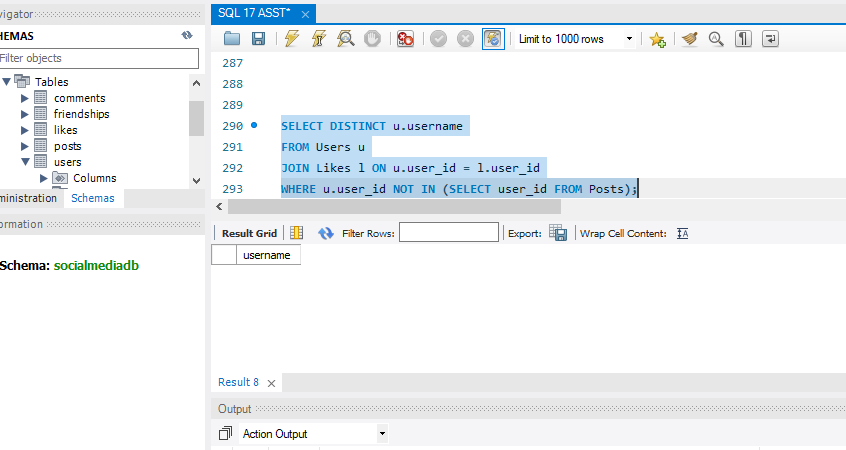 vigator
SQL 17 ASST*
HEMAS
Filter objects
Limit to 1000 rows
Tables
comments
friendships
likes
posts
users
Columns
ministration Schemas
ormation
Schema: socialmediadb
287
288
289
290 SELECT DISTINCT u.username
291 FROM Users u
292 JOIN Likes l ON u.user_id = l.user_id
293 WHERE u.user_id NOT IN (SELECT user_id FROM Posts);
Result Grid Filter Rows: Export: Wrap Cell Content:
username
Result 8
Output
Action Output